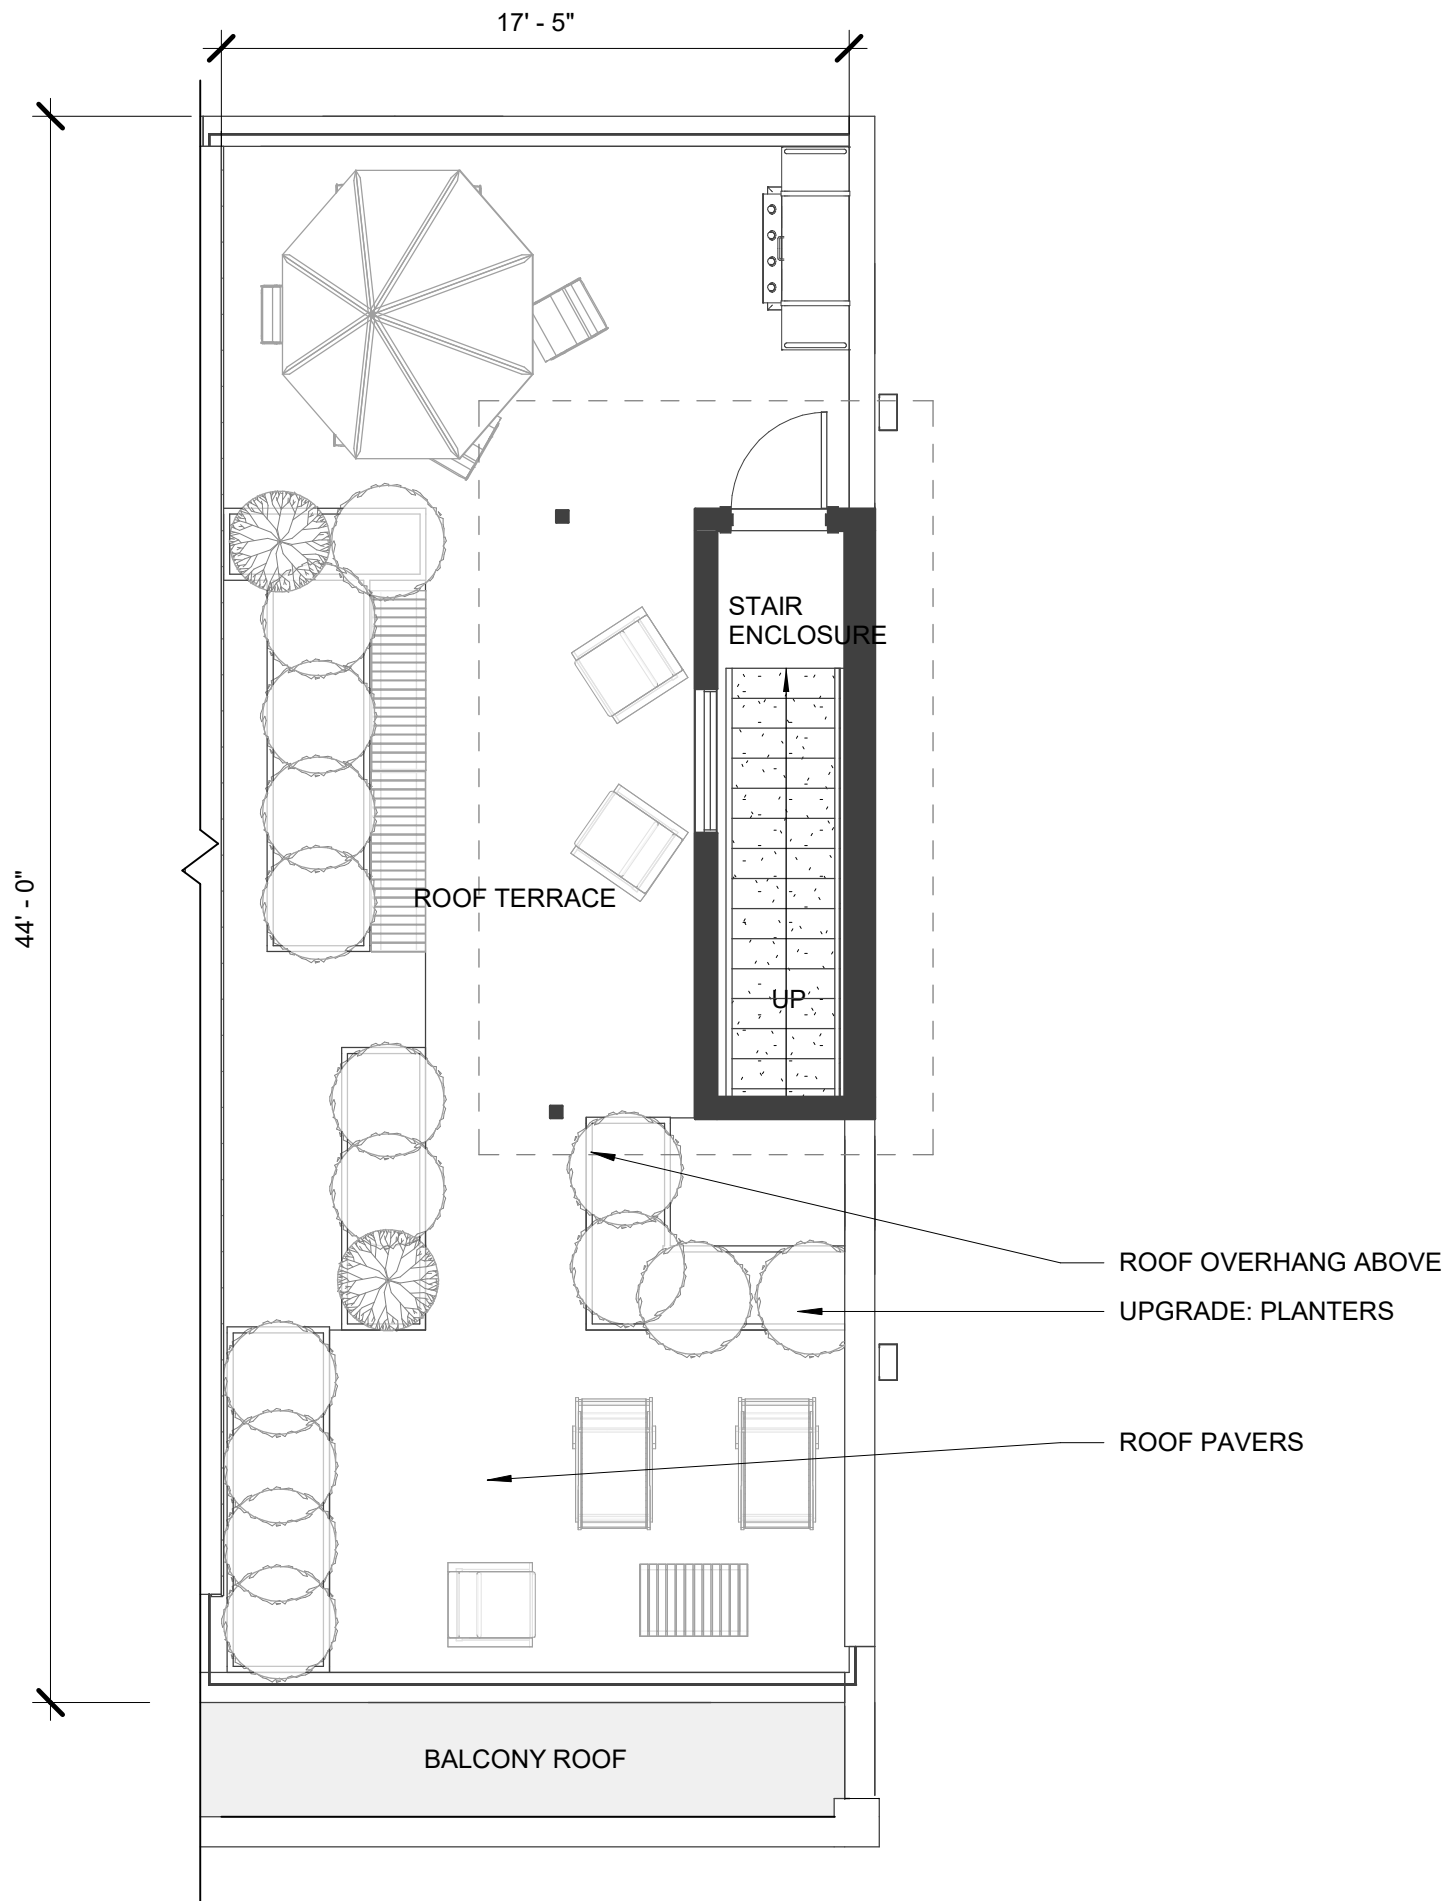 17' - 5"
STAIR
ENCLOSURE
44' - 0"
ROOF TERRACE
UP
ROOF OVERHANG ABOVE
UPGRADE: PLANTERS
ROOF PAVERS
BALCONY ROOF